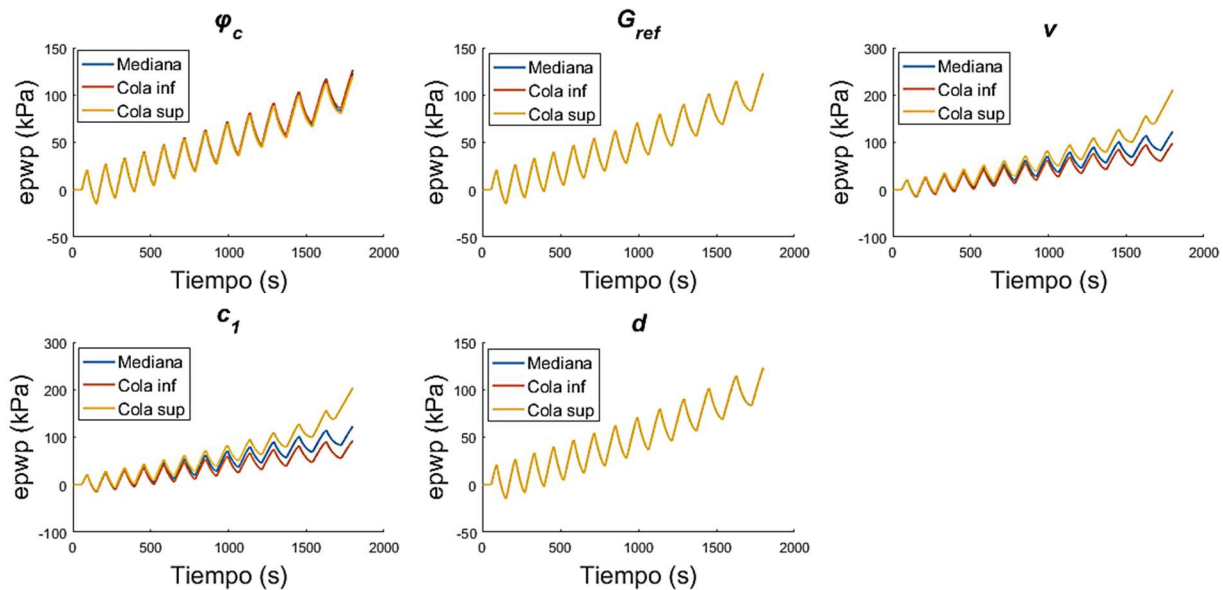 φc
150
100
50
0
-50
epwp (kPa)
Mediana
Cola inf
Cola sup
0 500 1000 1500 2000
Tiempo (s)
Gref
150
100
50
0
-50
epwp (kPa)
Mediana
Cola inf
Cola sup
0 500 1000 1500 2000
Tiempo (s)
v
300
200
100
0
-100
epwp (kPa)
Mediana
Cola inf
Cola sup
0 500 1000 1500 2000
Tiempo (s)
c1
300
200
100
0
-100
epwp (kPa)
Mediana
Cola inf
Cola sup
0 500 1000 1500 2000
Tiempo (s)
d
150
100
50
0
50
epwp (kPa)
Mediana
Cola inf
Cola sup
0 500 1000 1500 2000
Tiempo (s)